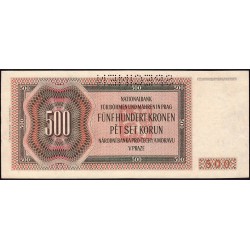 SPECIMEN
500
NATIONALBANK
FÜR BÖHMEN UND MÄHREN IN PRAG
FÜNFHUNDERT KRONEN
PĚT SET KORUN
NÁRODNÍ BANKA PRO ČECHY A MORAVU
V PRAZE
500